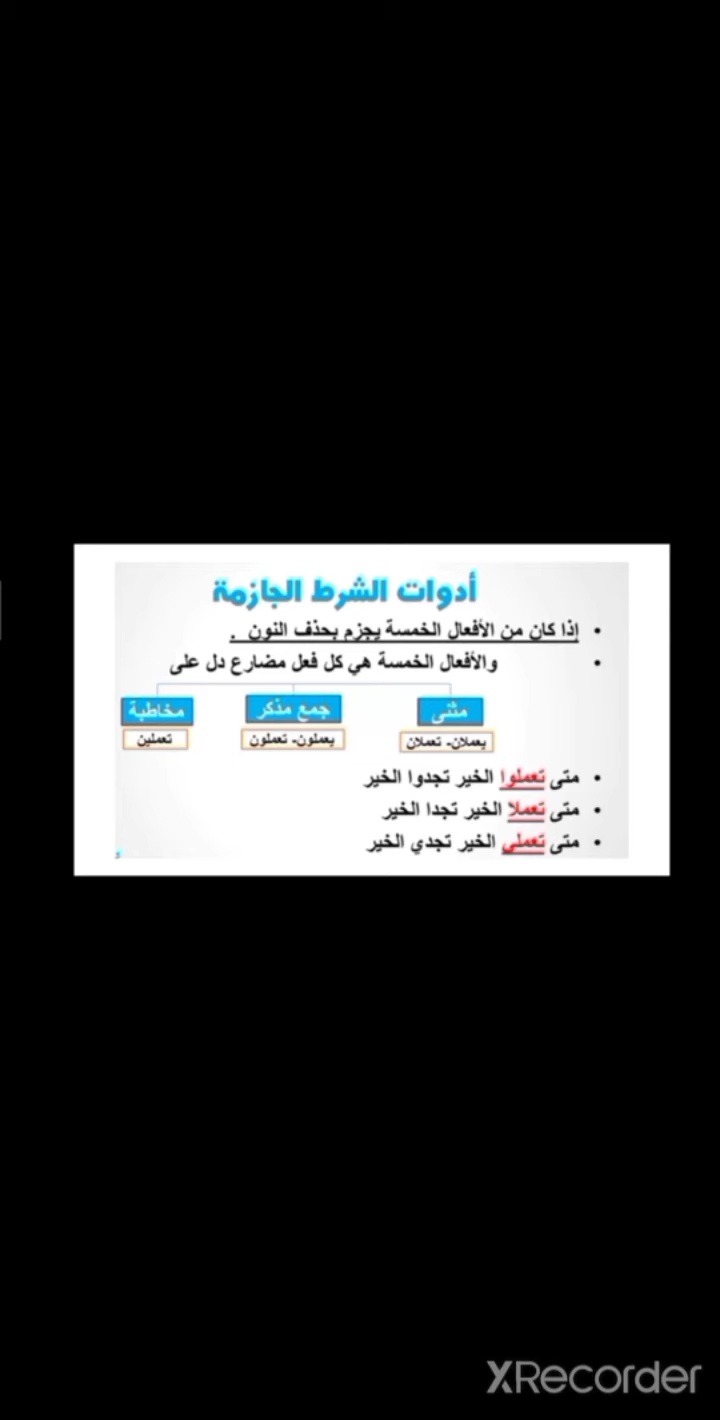 أدوات الشرط الجازمة
• إذا كان من الأفعال الخمسة يجزم بحذف النون .
• والأفعال الخمسة هي كل فعل مضارع دل على
مثنى جمع مذكر مخاطبة
يعملان- تعملان يعملون- تعملون تعملين
• متى تعملوا الخير تجدوا الخير
• متى تعملا الخير تجدا الخير
• متى تعملي الخير تجدي الخير
XRecorder